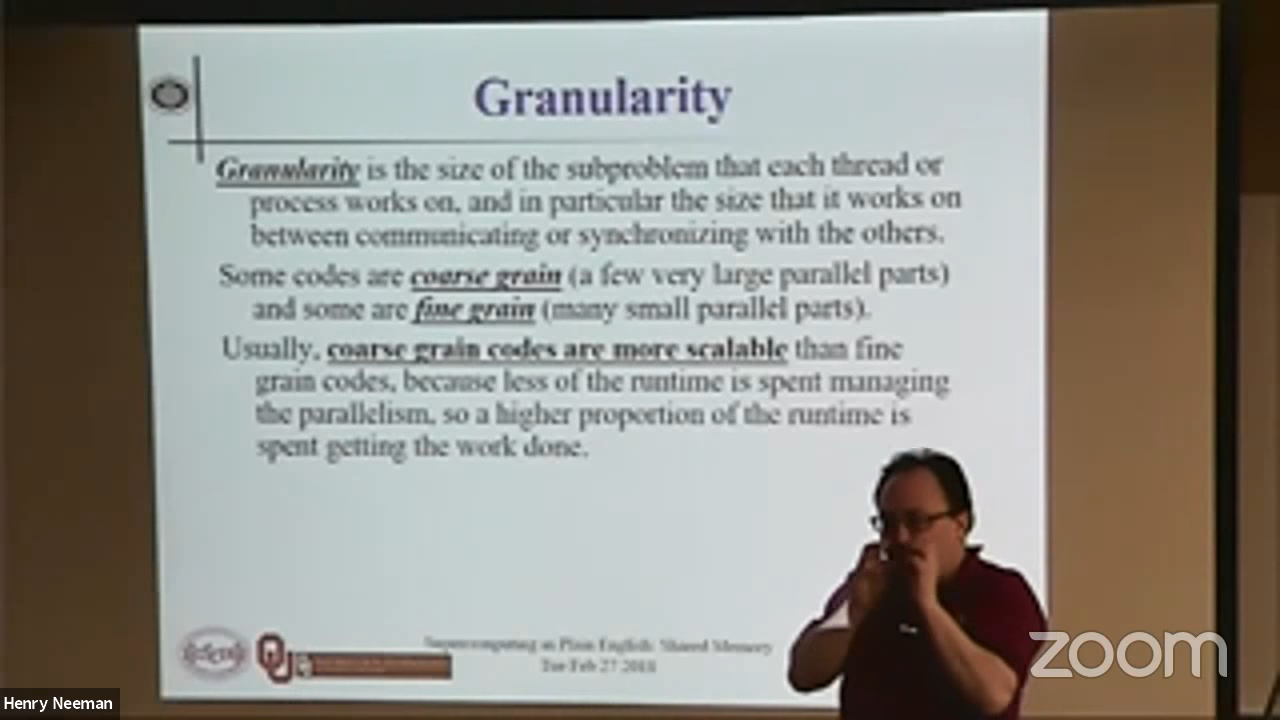 Granularity
Granularity is the size of the subproblem that each thread or
process works on, and in particular the size that it works on
between communicating or synchronizing with the others.
Some codes are coarse grain (a few very large parallel parts)
and some are fine grain (many small parallel parts).
Usually, coarse grain codes are more scalable than fine
grain codes, because less of the runtime is spent managing
the parallelism, so a higher proportion of the runtime is
spent getting the work done.
Supercomputing in Plain English: Shared Memory
Tue Feb 27 2018
zoom
Henry Neeman